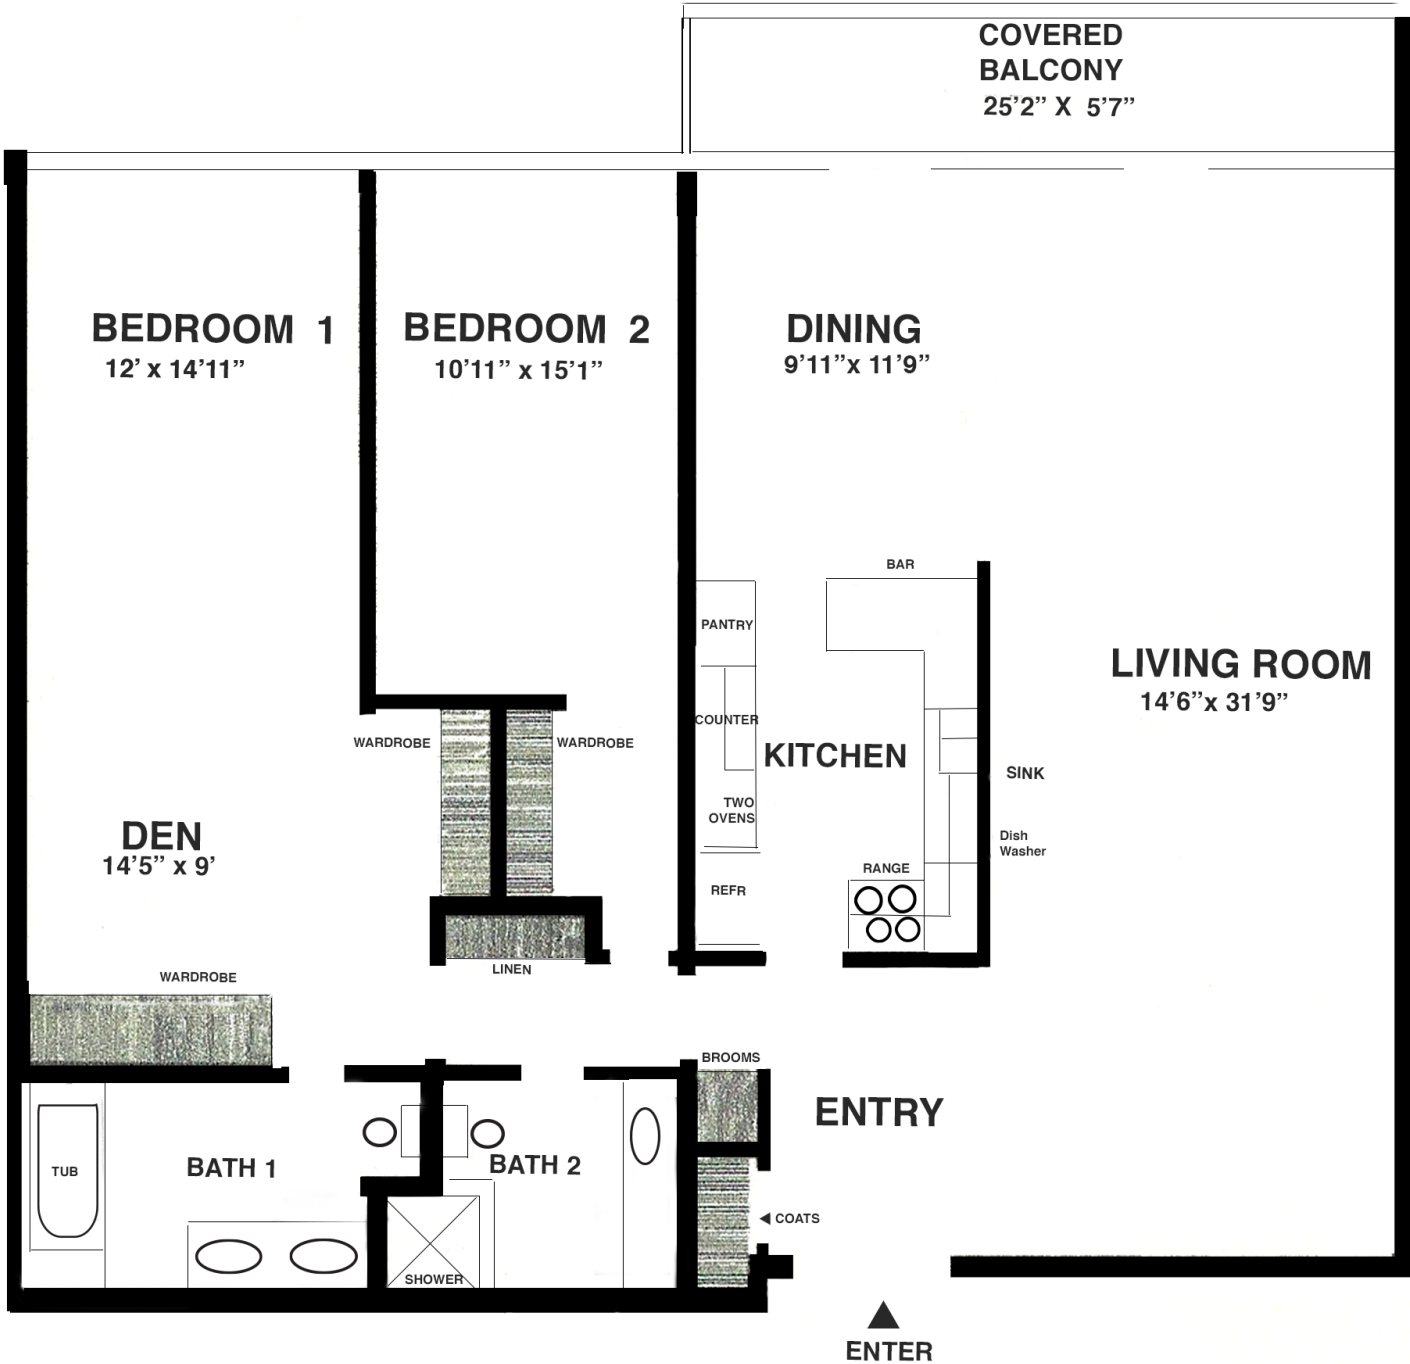 COVERED
BALCONY
25’2” X 5’7”
BEDROOM 1
12’ x 14’11”
BEDROOM 2
10’11” x 15’1”
DINING
9’11”x 11’9”
BAR
PANTRY
LIVING ROOM
14’6”x 31’9”
COUNTER
WARDROBE
WARDROBE
KITCHEN
SINK
TWO
OVENS
DEN
14’5” x 9’
Dish
Washer
RANGE
REFR
LINEN
WARDROBE
BROOMS
ENTRY
TUB
BATH 1
BATH 2
COATS
SHOWER
ENTER